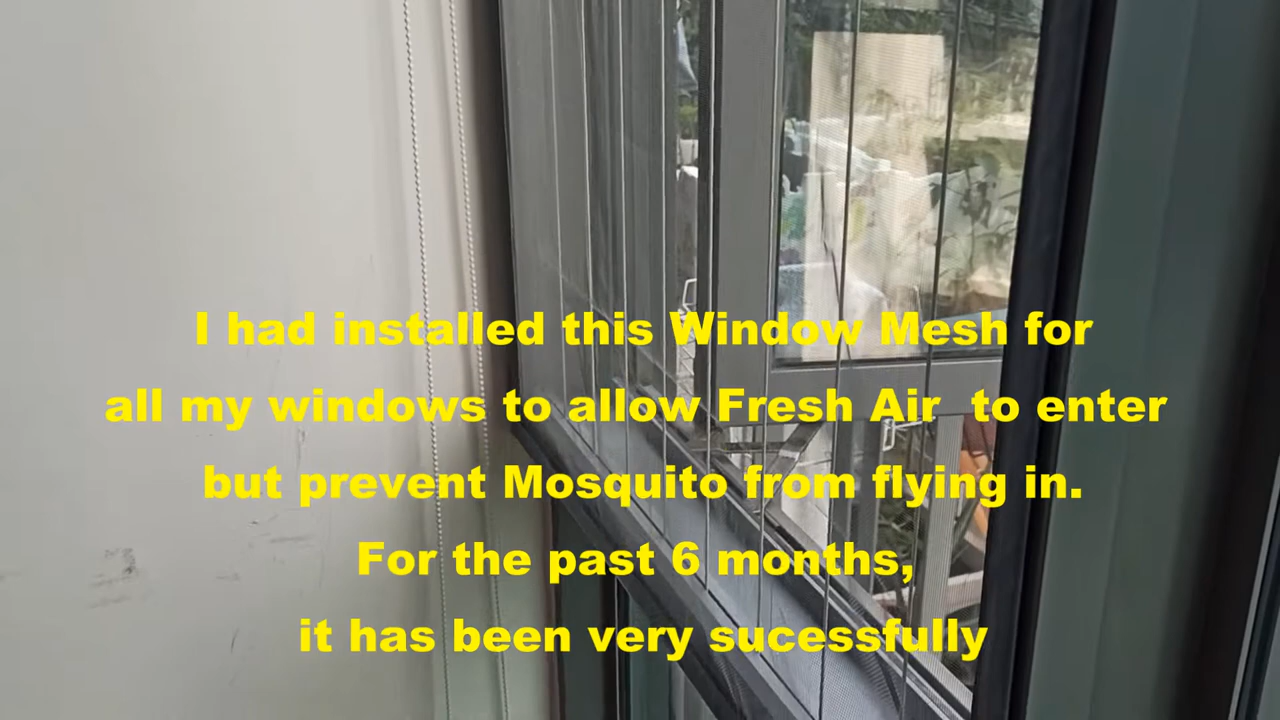 I had installed this Window Mesh for
all my windows to allow Fresh Air  to enter
but prevent Mosquito from flying in.
For the past 6 months,
it has been very sucessfully